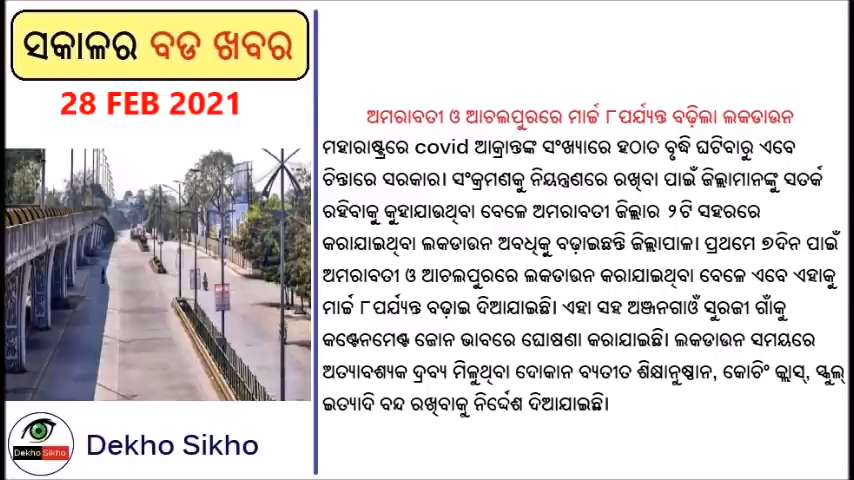 ସକାଳର ବଡ ଖବର
28 FEB 2021
ଅମରାବତୀ ଓ ଆଚଲପୁରରେ ମାର୍ଚ୍ଚ ୮ପର୍ଯ୍ୟନ୍ତ ବଢ଼ିଲା ଲକଡାଉନ
ମହାରାଷ୍ଟ୍ରରେ covid ଆକ୍ରାନ୍ତଙ୍କ ସଂଖ୍ୟାରେ ହଠାତ ବୃଦ୍ଧି ଘଟିବାରୁ ଏବେ
ଚିନ୍ତାରେ ସରକାର। ସଂକ୍ରମଣକୁ ନିୟନ୍ତ୍ରଣରେ ରଖିବା ପାଇଁ ଜିଲ୍ଲାମାନଙ୍କୁ ସତର୍କ
ରହିବାକୁ କୁହାଯାଉଥିବା ବେଳେ ଅମରାବତୀ ଜିଲ୍ଲାର ୨ଟି ସହରରେ
କରାଯାଇଥିବା ଲକଡାଉନ ଅବଧିକୁ ବଢ଼ାଇଛନ୍ତି ଜିଲ୍ଲାପାଳ। ପ୍ରଥମେ ୭ଦିନ ପାଇଁ
ଅମରାବତୀ ଓ ଆଚଲପୁରରେ ଲକଡାଉନ କରାଯାଇଥିବା ବେଳେ ଏବେ ଏହାକୁ
ମାର୍ଚ୍ଚ ୮ପର୍ଯ୍ୟନ୍ତ ବଢ଼ାଇ ଦିଆଯାଇଛି। ଏହା ସହ ଅଞ୍ଜନଗାଓଁ ସୁରଜୀ ଗାଁକୁ
କଣ୍ଟେନମେଣ୍ଟ ଜୋନ ଭାବରେ ଘୋଷଣା କରାଯାଇଛି। ଲକଡାଉନ ସମୟରେ
ଅତ୍ୟାବଶ୍ୟକ ଦ୍ରବ୍ୟ ମିଳୁଥିବା ଦୋକାନ ବ୍ୟତୀତ ଶିକ୍ଷାନୁଷ୍ଠାନ, କୋଚିଂ କ୍ଲାସ୍, ସ୍କୁଲ୍
ଇତ୍ୟାଦି ବନ୍ଦ ରଖିବାକୁ ନିର୍ଦ୍ଦେଶ ଦିଆଯାଇଛି।
Dekho Sikho
Dekho Sikho